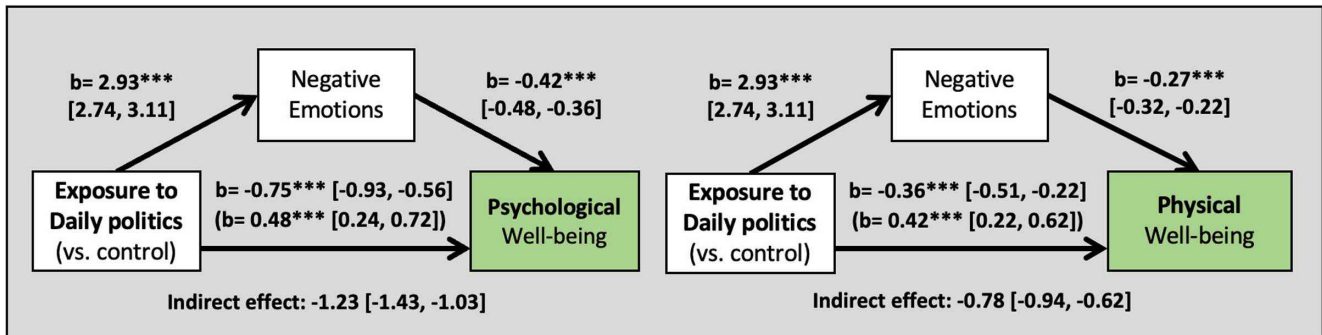 b= 2.93***
[2.74, 3.11]
Negative
Emotions
b= -0.42***
[-0.48, -0.36]
Exposure to
Daily politics
(vs. control)
b= -0.75*** [-0.93, -0.56]
(b= 0.48*** [0.24, 0.72])
Psychological
Well-being
Indirect effect: -1.23 [-1.43, -1.03]
b= 2.93***
[2.74, 3.11]
Negative
Emotions
b= -0.27***
[-0.32, -0.22]
Exposure to
Daily politics
(vs. control)
b= -0.36*** [-0.51, -0.22]
(b= 0.42*** [0.22, 0.62])
Physical
Well-being
Indirect effect: -0.78 [-0.94, -0.62]